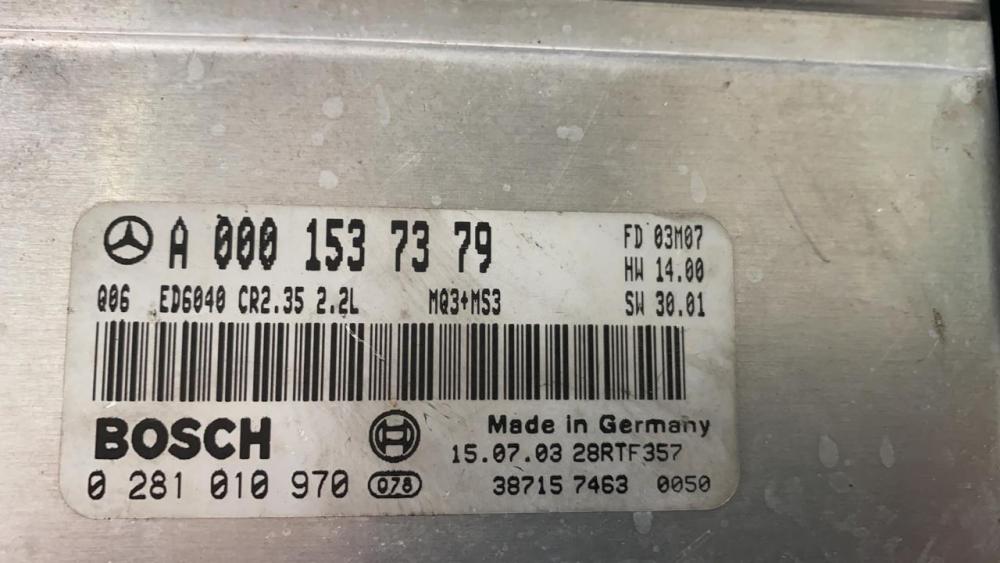 A 000 153 73 79
FD 03M07
HW 14.00
Q06 ED6040 CR2.35 2.2L MQ3+MS3 SW 30.01
BOSCH
Made in Germany
15.07.03 28RTF357
0 281 010 970 078 38715 7463 0050